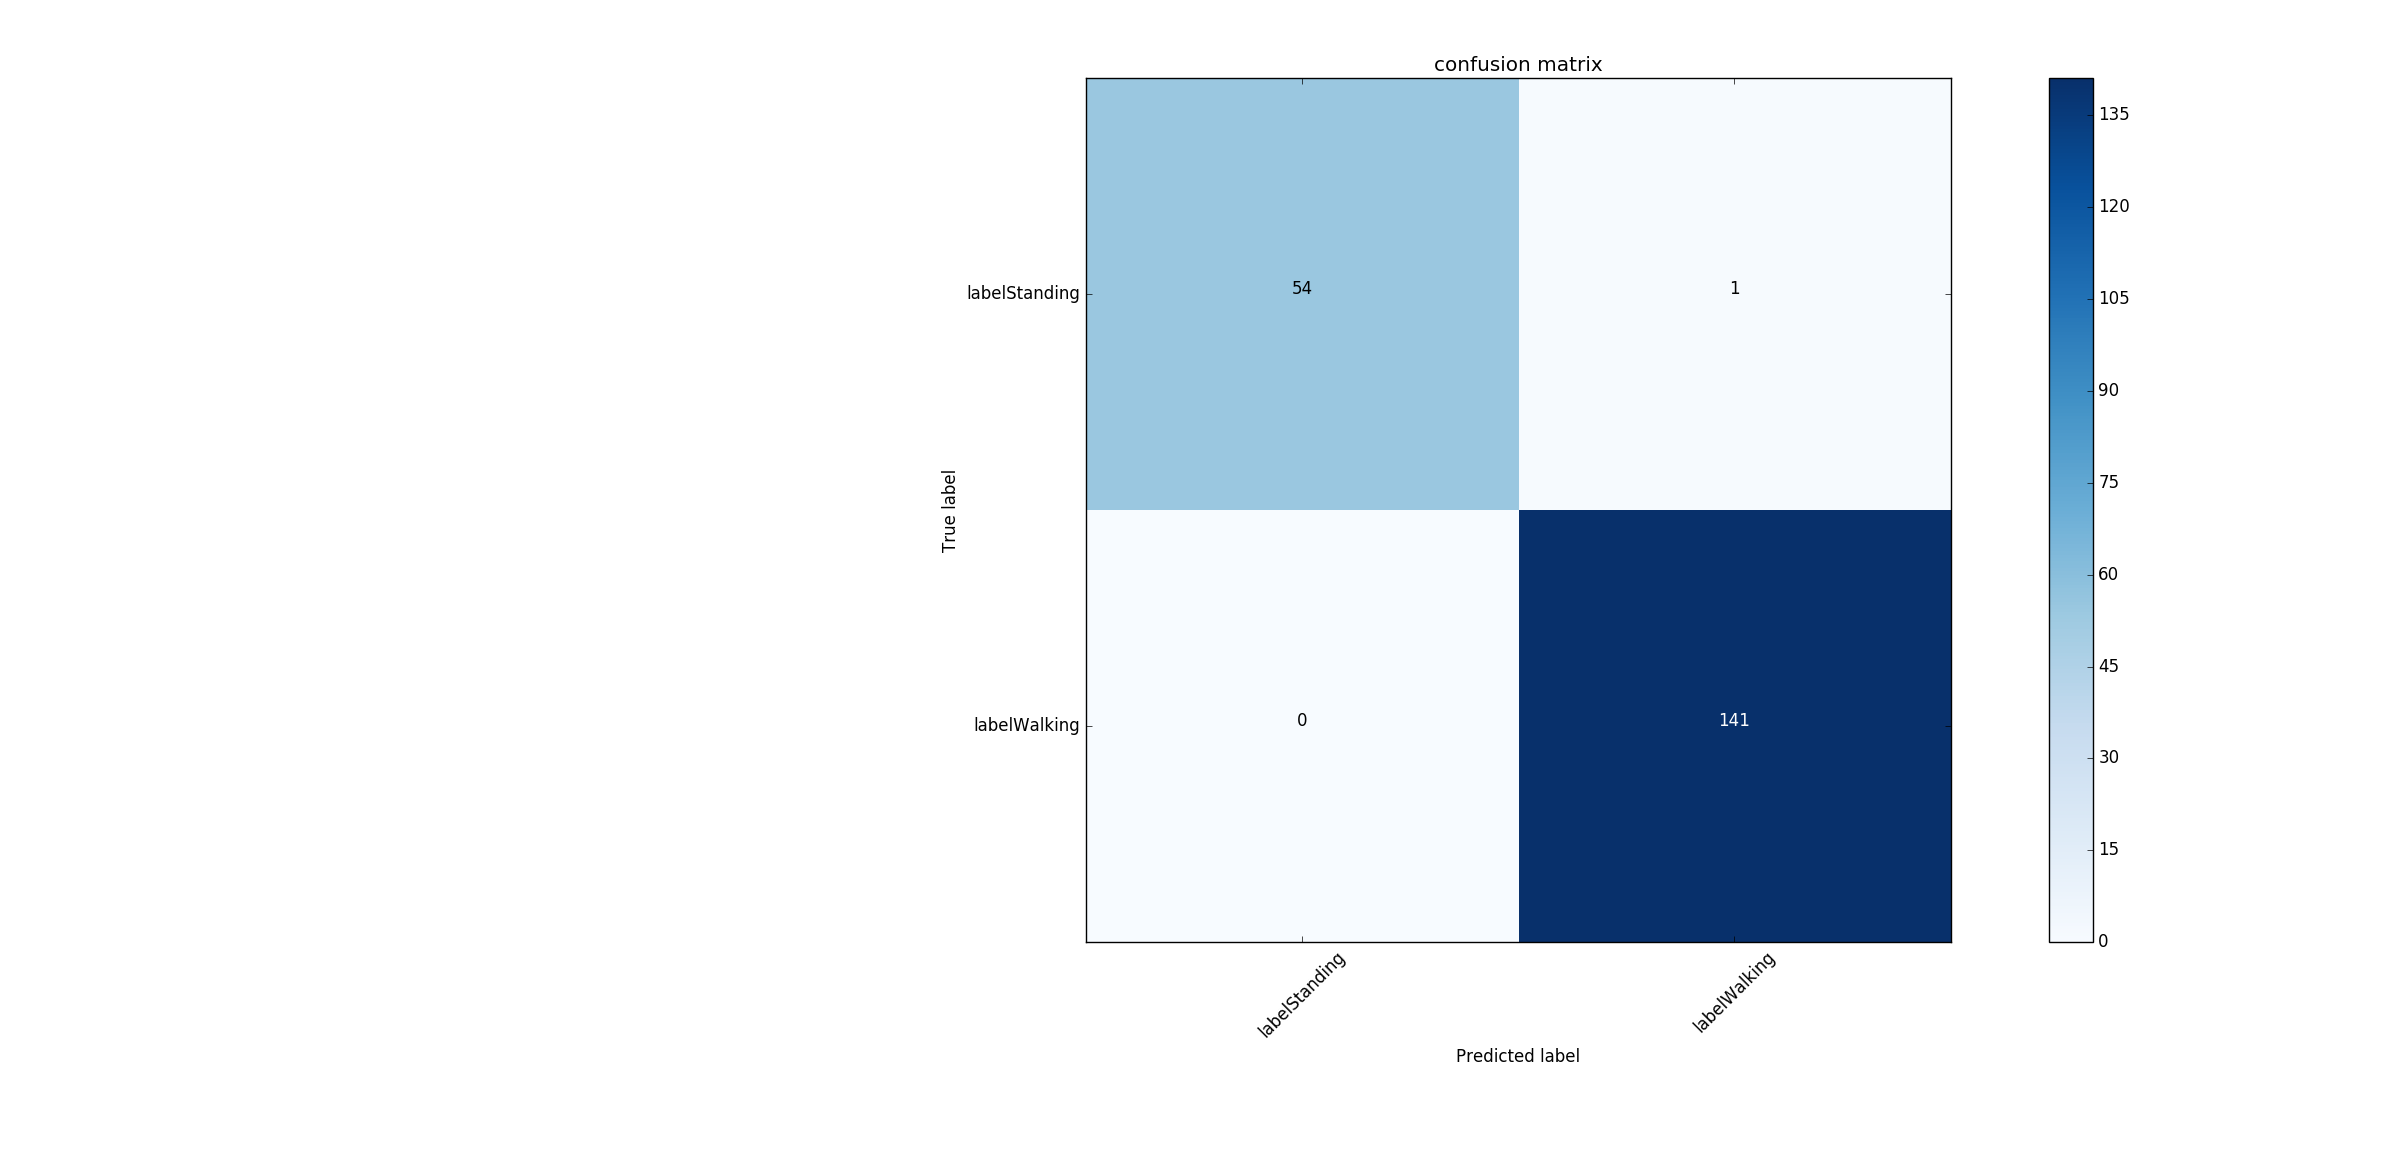 confusion matrix
True label
labelStanding
54
1
labelWalking
0
141
labelStanding
labelWalking
Predicted label
135
120
105
90
75
60
45
30
15
0